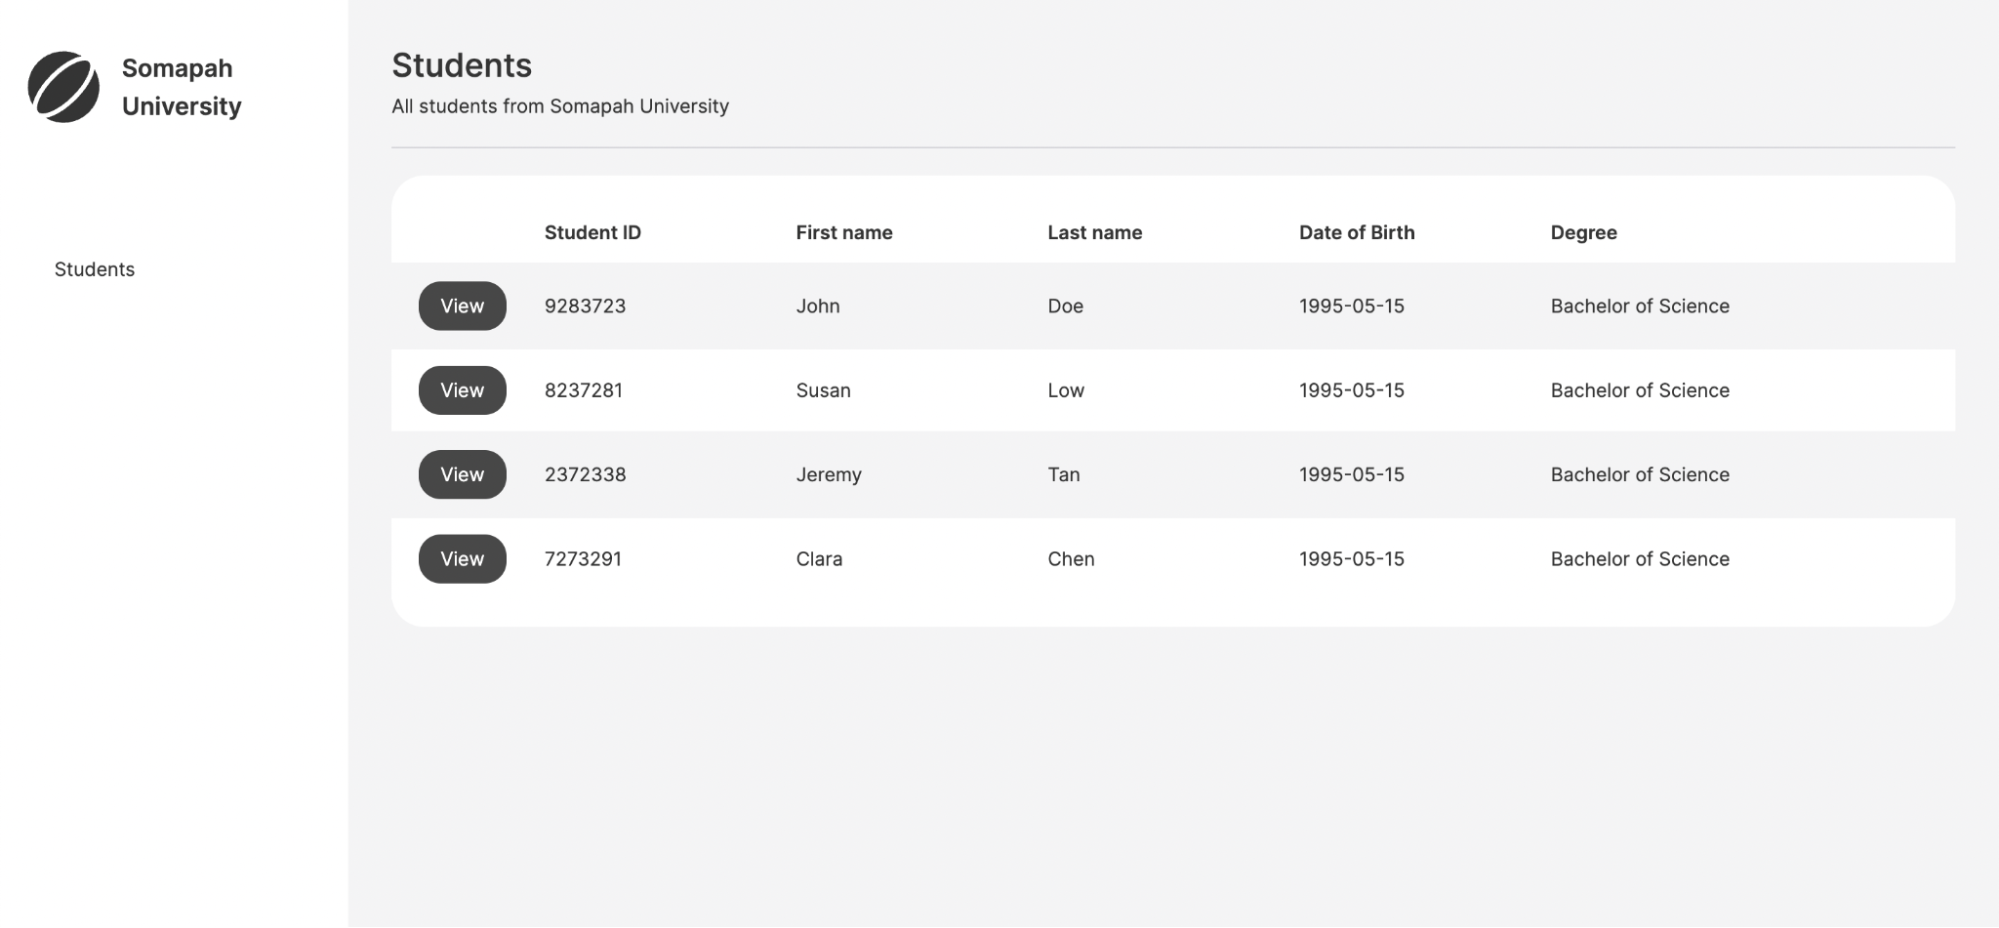 Somapah
University
Students
Students
All students from Somapah University
Student ID First name Last name Date of Birth Degree
View 9283723 John Doe 1995-05-15 Bachelor of Science
View 8237281 Susan Low 1995-05-15 Bachelor of Science
View 2372338 Jeremy Tan 1995-05-15 Bachelor of Science
View 7273291 Clara Chen 1995-05-15 Bachelor of Science